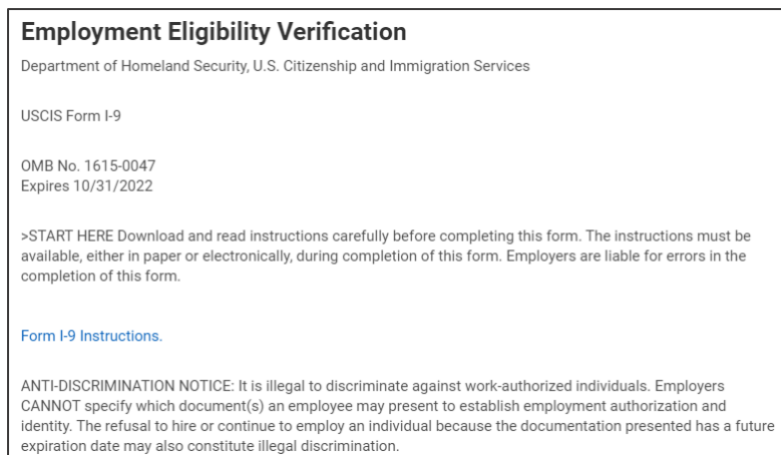 Employment Eligibility Verification
Department of Homeland Security, U.S. Citizenship and Immigration Services
USCIS Form I-9
OMB No. 1615-0047
Expires 10/31/2022
>START HERE Download and read instructions carefully before completing this form. The instructions must be
available, either in paper or electronically, during completion of this form. Employers are liable for errors in the
completion of this form.
Form I-9 Instructions.
ANTI-DISCRIMINATION NOTICE: It is illegal to discriminate against work-authorized individuals. Employers
CANNOT specify which document(s) an employee may present to establish employment authorization and
identity. The refusal to hire or continue to employ an individual because the documentation presented has a future
expiration date may also constitute illegal discrimination.